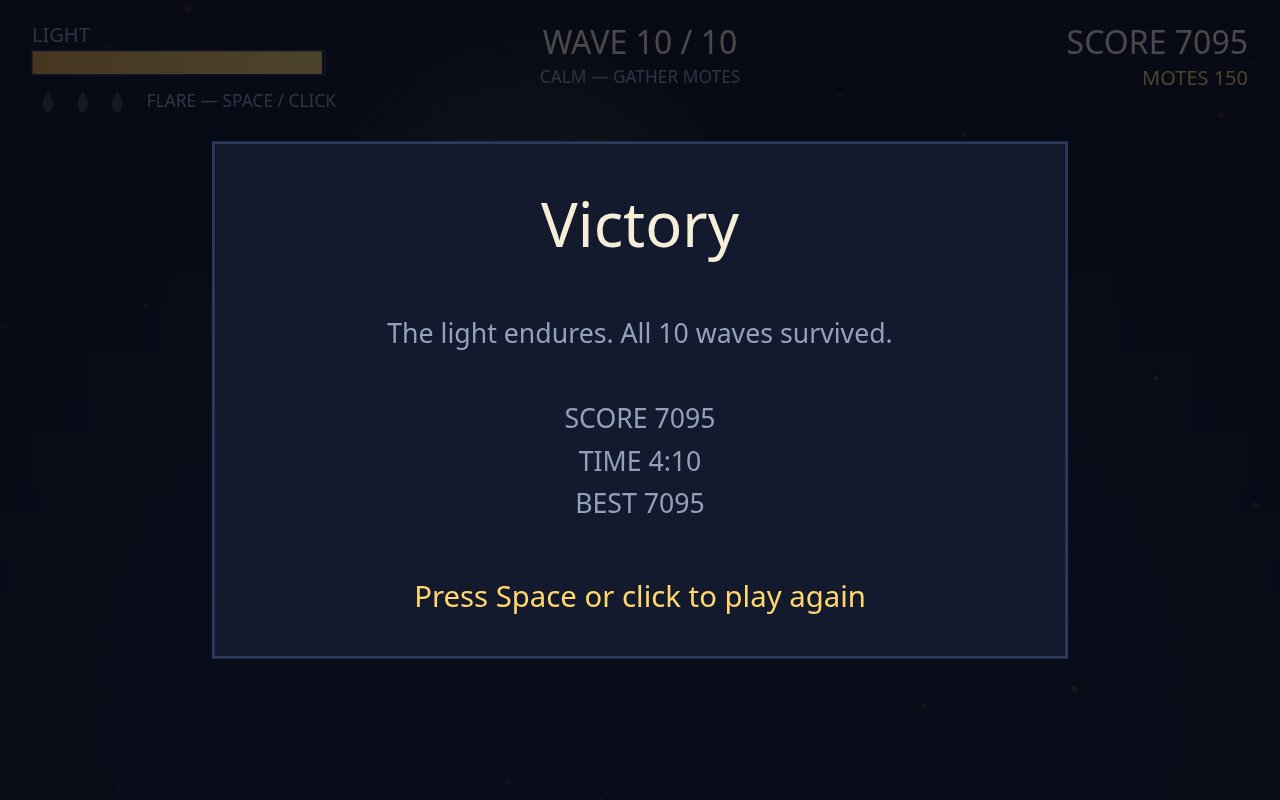 LIGHT
WAVE 10 / 10
SCORE 7095
CALM — GATHER MOTES
MOTES 150
FLARE — SPACE / CLICK
Victory
The light endures. All 10 waves survived.
SCORE 7095
TIME 4:10
BEST 7095
Press Space or click to play again